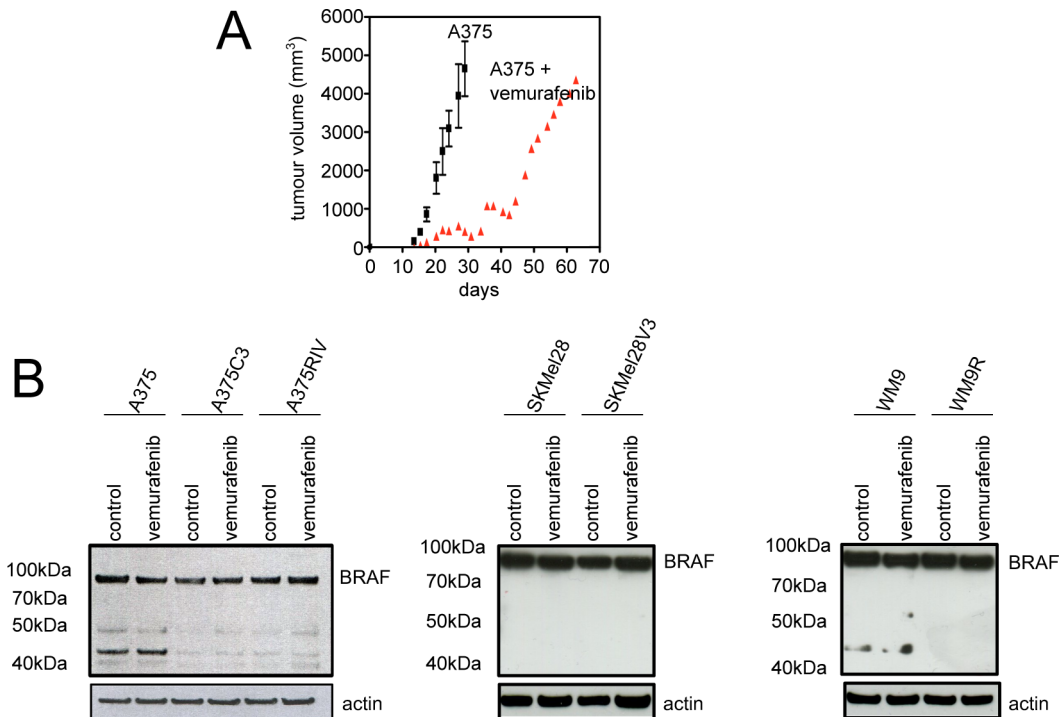 A
6000
5000
4000
3000
2000
1000
0
tumour volume (mm³)
A375
A375 +
vemurafenib
0 10 20 30 40 50 60 70
days
B
A375 A375C3 A375RIV
control vemurafenib control vemurafenib control vemurafenib
100kDa
70kDa
50kDa
40kDa
BRAF
actin
SKMel28 SKMel28V3
control vemurafenib control vemurafenib
100kDa
70kDa
50kDa
40kDa
BRAF
actin
WM9 WM9R
control vemurafenib control vemurafenib
100kDa
70kDa
50kDa
40kDa
BRAF
actin